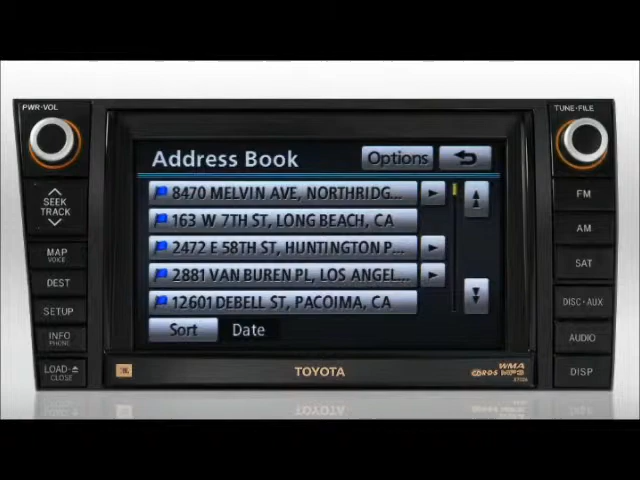 PWR·VOL
TUNE·FILE
Address Book
Options
8470 MELVIN AVE, NORTHRIDG...
163 W 7TH ST, LONG BEACH, CA
2472 E 58TH ST, HUNTINGTON P...
2881 VAN BUREN PL, LOS ANGEL...
12601 DEBELL ST, PACOIMA, CA
Sort
Date
SEEK
TRACK
MAP
VOICE
DEST
SETUP
INFO
PHONE
LOAD·
CLOSE
FM
AM
SAT
DISC·AUX
AUDIO
DISP
JBL
TOYOTA
WMA
MP3